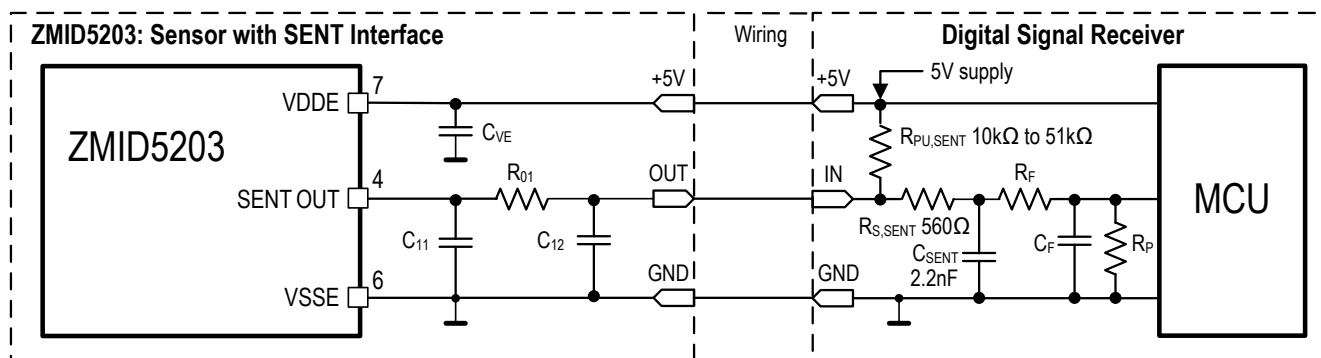 ZMID5203: Sensor with SENT Interface
Wiring
Digital Signal Receiver
ZMID5203
VDDE
7
+5V
+5V
5V supply
CVE
RPU,SENT 10kΩ to 51kΩ
MCU
SENT OUT
4
R01
OUT
IN
RF
C11
C12
RS,SENT 560Ω
CSENT
2.2nF
CF
RP
VSSE
6
GND
GND